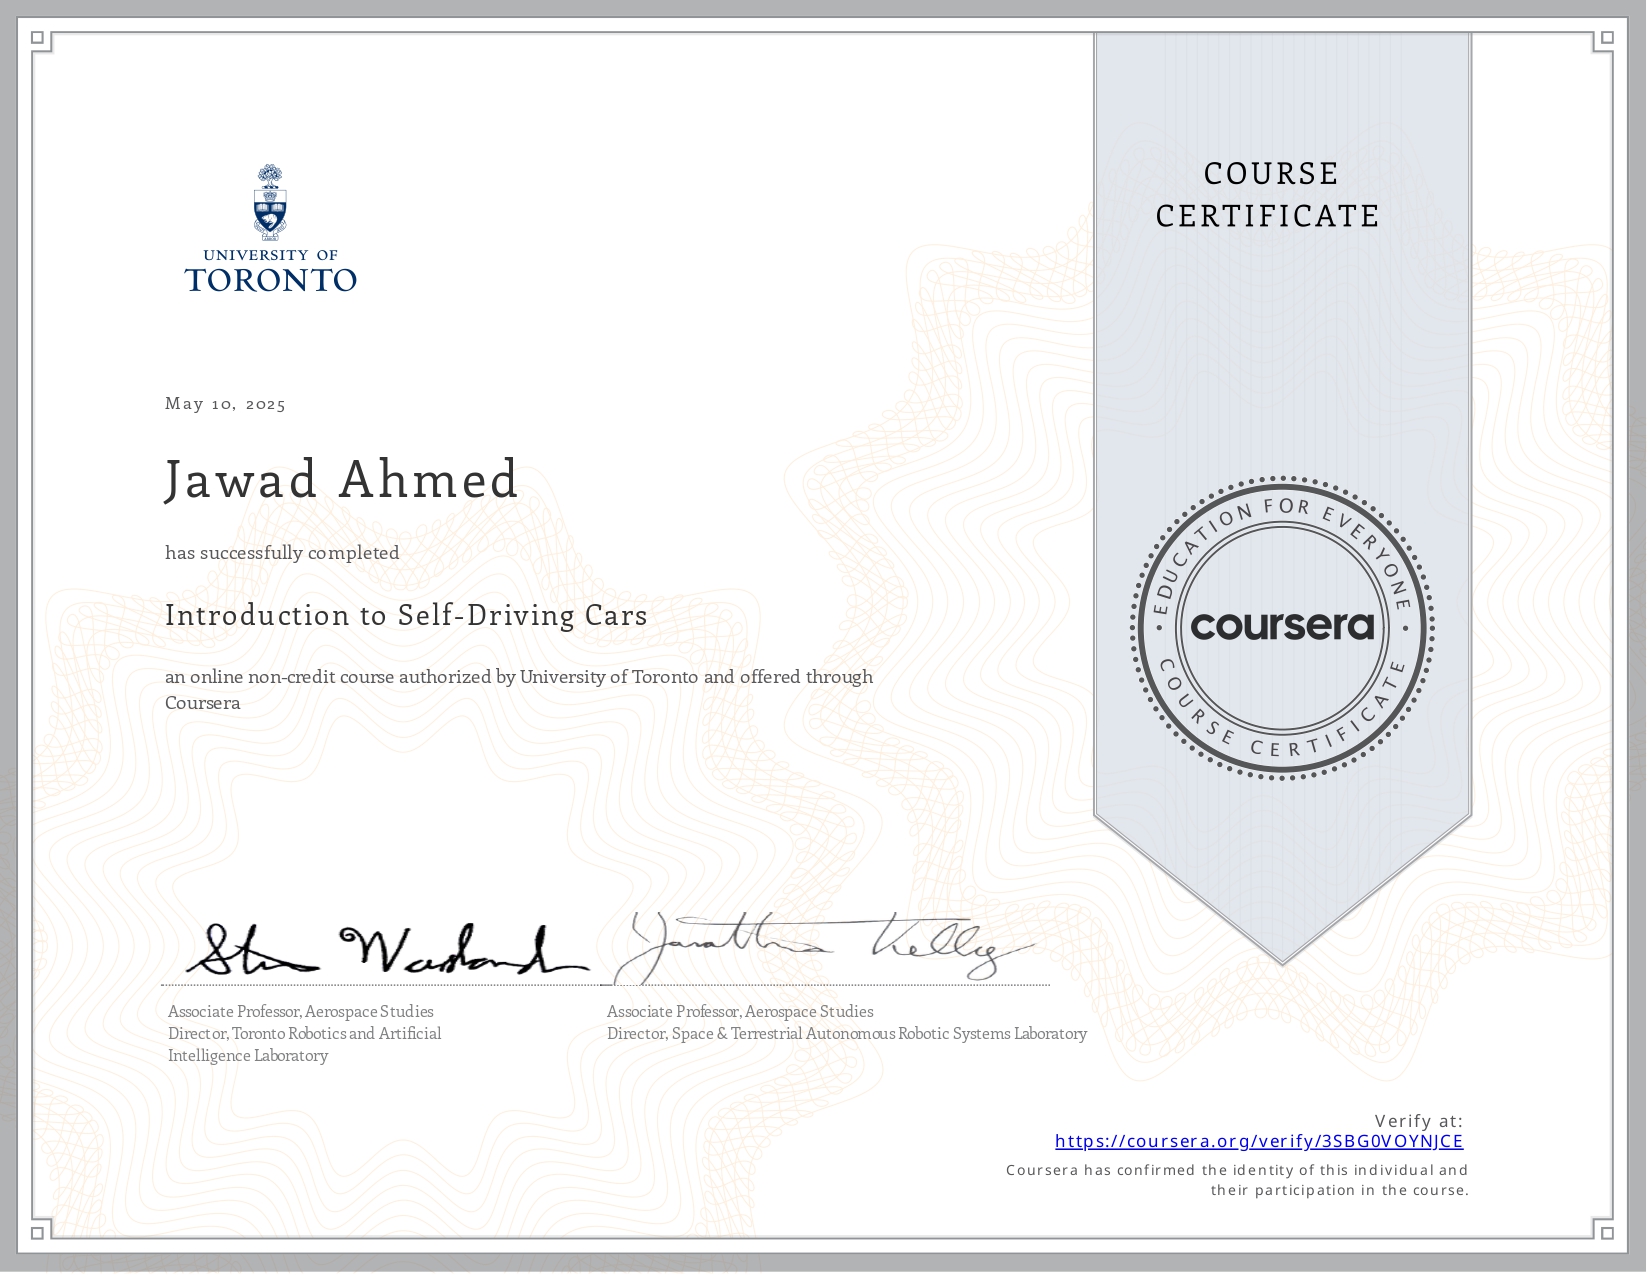 UNIVERSITY OF
TORONTO
COURSE
CERTIFICATE
May 10, 2025
Jawad Ahmed
has successfully completed
Introduction to Self-Driving Cars
an online non-credit course authorized by University of Toronto and offered through
Coursera
EDUCATION FOR EVERYONE
coursera
COURSE CERTIFICATE
Associate Professor, Aerospace Studies
Director, Toronto Robotics and Artificial
Intelligence Laboratory
Associate Professor, Aerospace Studies
Director, Space & Terrestrial Autonomous Robotic Systems Laboratory
Verify at:
https://coursera.org/verify/3SBG0VOYNJCE
Coursera has confirmed the identity of this individual and
their participation in the course.